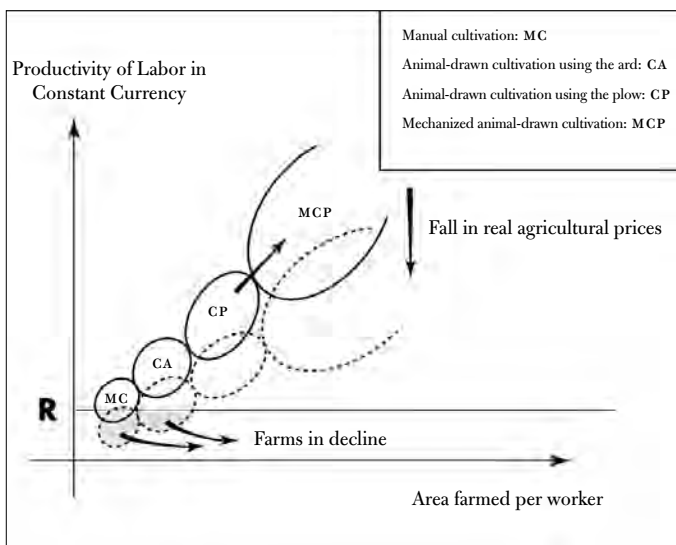 Manual cultivation: MC
Animal-drawn cultivation using the ard: CA
Animal-drawn cultivation using the plow: CP
Mechanized animal-drawn cultivation: MCP
Productivity of Labor in
Constant Currency
MCP
Fall in real agricultural prices
CP
CA
MC
R
Farms in decline
Area farmed per worker